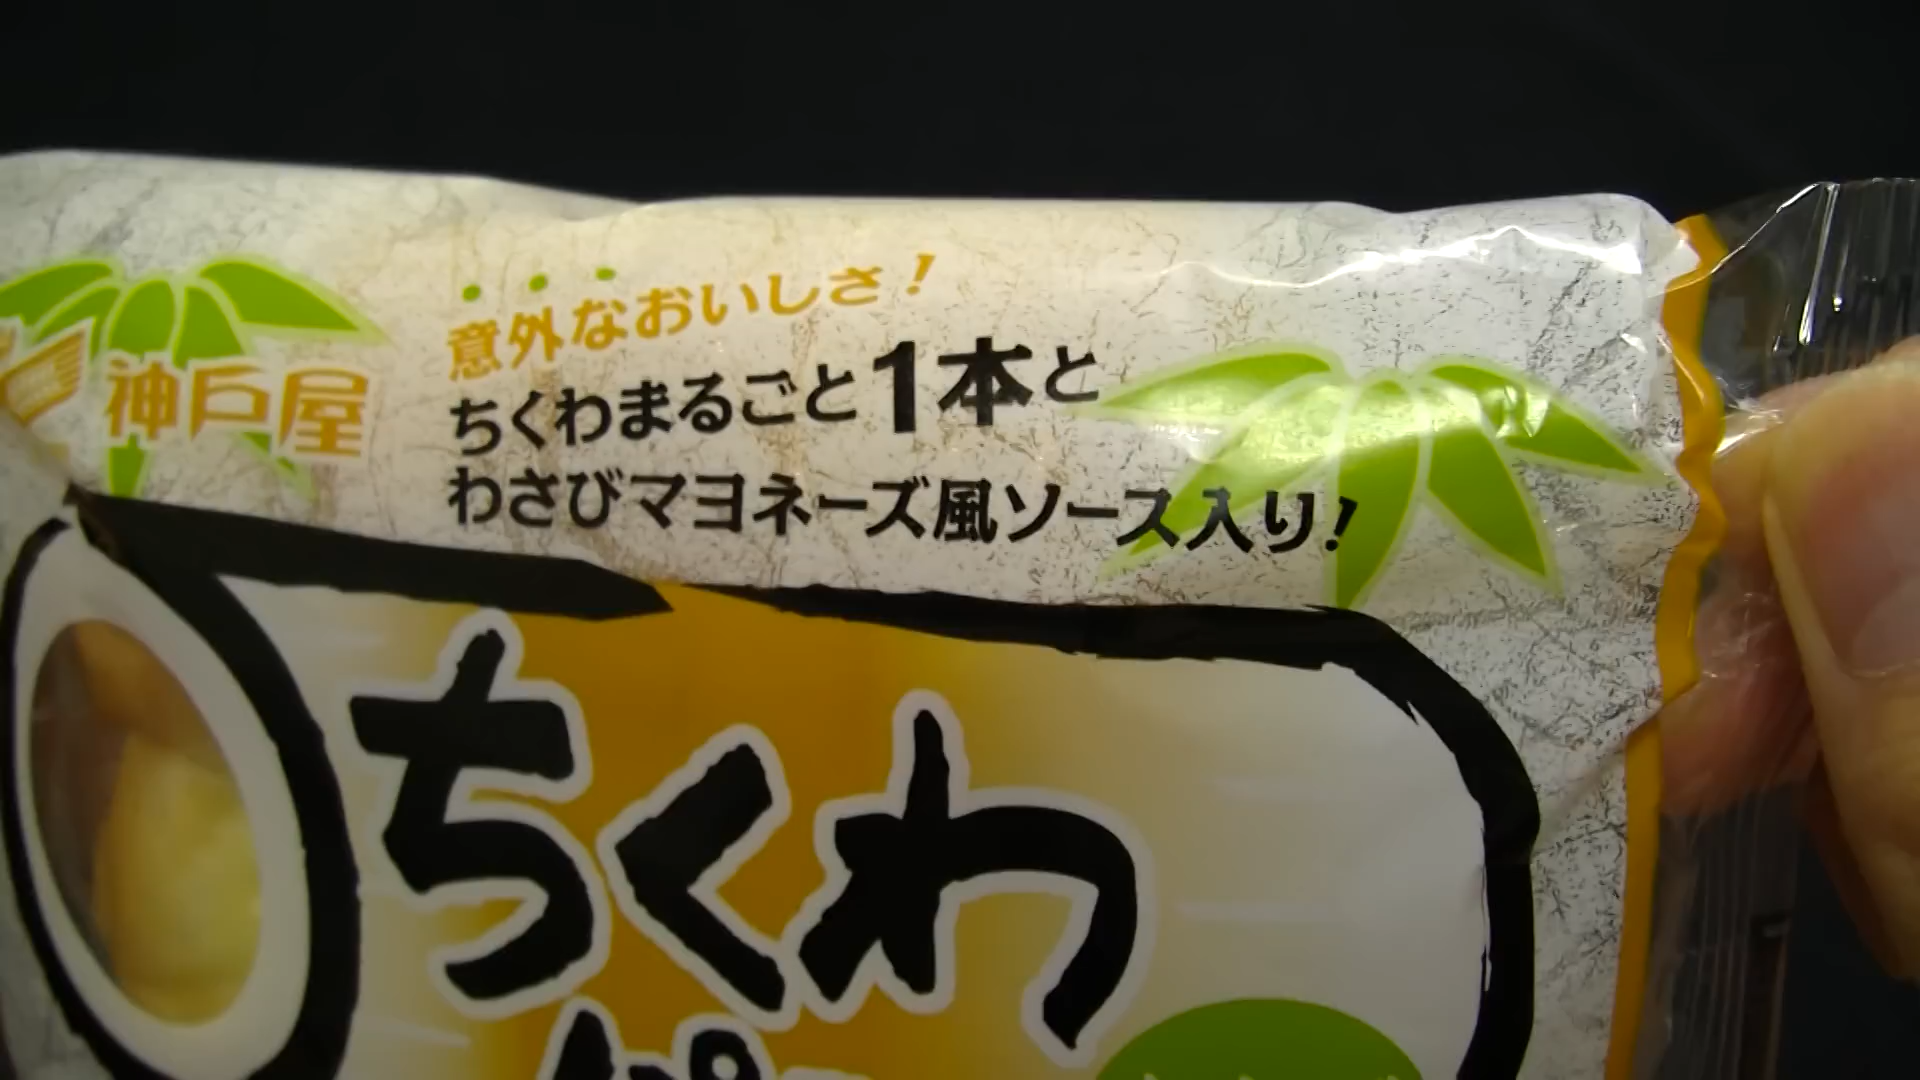 神戸屋
意外なおいしさ!
ちくわまるごと1本と
わさびマヨネーズ風ソース入り!
ちくわ